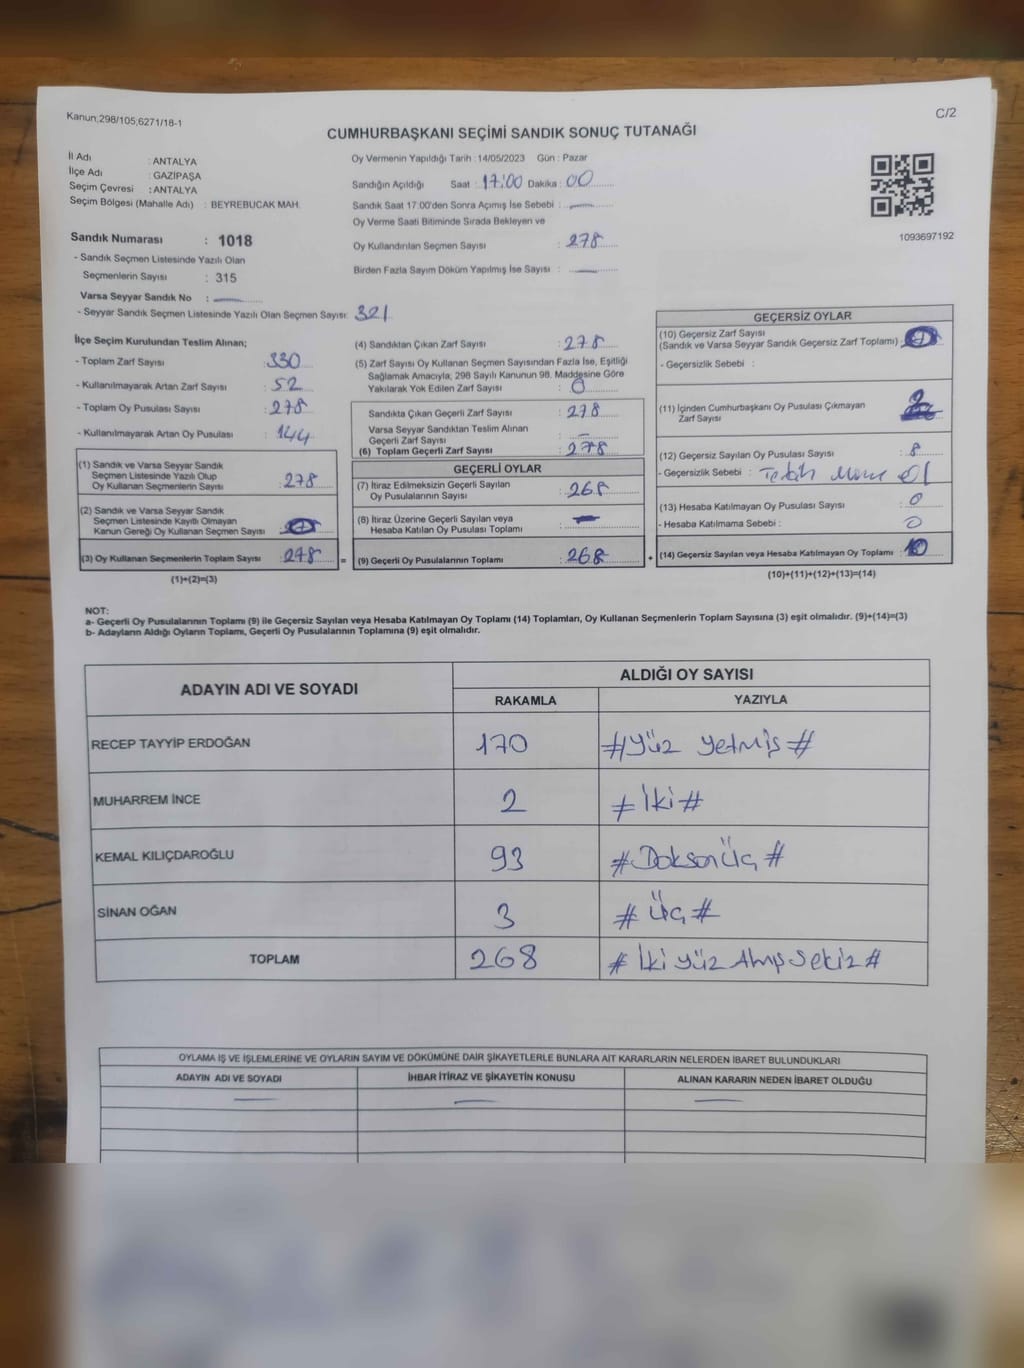 Kanun;298/105;6271/18-1
C/2
CUMHURBAŞKANI SEÇİMİ SANDIK SONUÇ TUTANAĞI
İl Adı : ANTALYA
İlçe Adı : GAZİPAŞA
Seçim Çevresi : ANTALYA
Seçim Bölgesi (Mahalle Adı) : BEYREBUCAK MAH.
Sandık Numarası : 1018
- Sandık Seçmen Listesinde Yazılı Olan
Seçmenlerin Sayısı : 315
Varsa Seyyar Sandık No :
- Seyyar Sandık Seçmen Listesinde Yazılı Olan Seçmen Sayısı: 321
Oy Vermenin Yapıldığı Tarih : 14/05/2023 Gün : Pazar
Sandığın Açıldığı Saat : 17:00 Dakika : 00
Sandık Saat 17:00'den Sonra Açımış İse Sebebi :
Oy Verme Saati Bitiminde Sırada Bekleyen ve
Oy Kullandırılan Seçmen Sayısı : 278
Birden Fazla Sayım Döküm Yapılmış İse Sayısı :
1093697192
İlçe Seçim Kurulundan Teslim Alınan;
- Toplam Zarf Sayısı : 330
- Kullanılmayarak Artan Zarf Sayısı : 52
- Toplam Oy Pusulası Sayısı : 278
- Kullanılmayarak Artan Oy Pusulası : 144
(1) Sandık ve Varsa Seyyar Sandık
Seçmen Listesinde Yazılı Olup
Oy Kullanan Seçmenlerin Sayısı : 278
(2) Sandık ve Varsa Seyyar Sandık
Seçmen Listesinde Kayıtlı Olmayan
Kanun Gereği Oy Kullanan Seçmen Sayısı :
(3) Oy Kullanan Seçmenlerin Toplam Sayısı : 278 =
(1)+(2)=(3)
(4) Sandıktan Çıkan Zarf Sayısı : 278
(5) Zarf Sayısı Oy Kullanan Seçmen Sayısından Fazla İse, Eşitliği
Sağlamak Amacıyla, 298 Sayılı Kanunun 98. Maddesine Göre
Yakılarak Yok Edilen Zarf Sayısı : 0
Sandıkta Çıkan Geçerli Zarf Sayısı : 278
Varsa Seyyar Sandıktan Teslim Alınan
Geçerli Zarf Sayısı : -
(6) Toplam Geçerli Zarf Sayısı : 278
GEÇERLİ OYLAR
(7) İtiraz Edilmeksizin Geçerli Sayılan
Oy Pusulalarının Sayısı : 268
(8) İtiraz Üzerine Geçerli Sayılan veya
Hesaba Katılan Oy Pusulası Toplamı :
(9) Geçerli Oy Pusulalarının Toplamı : 268 +
GEÇERSİZ OYLAR
(10) Geçersiz Zarf Sayısı
(Sandık ve Varsa Seyyar Sandık Geçersiz Zarf Toplamı) :
- Geçersizlik Sebebi :
(11) İçinden Cumhurbaşkanı Oy Pusulası Çıkmayan
Zarf Sayısı : 2
(12) Geçersiz Sayılan Oy Pusulası Sayısı : 8
- Geçersizlik Sebebi :
(13) Hesaba Katılmayan Oy Pusulası Sayısı : 0
- Hesaba Katılmama Sebebi : 0
(14) Geçersiz Sayılan veya Hesaba Katılmayan Oy Toplamı : 10
(10)+(11)+(12)+(13)=(14)
NOT:
a- Geçerli Oy Pusulalarının Toplamı (9) ile Geçersiz Sayılan veya Hesaba Katılmayan Oy Toplamı (14) Toplamları, Oy Kullanan Seçmenlerin Toplam Sayısına (3) eşit olmalıdır. (9)+(14)=(3)
b- Adayların Aldığı Oyların Toplamı, Geçerli Oy Pusulalarının Toplamına (9) eşit olmalıdır.
ADAYIN ADI VE SOYADI ALDIĞI OY SAYISI
RAKAMLA YAZIYLA
RECEP TAYYİP ERDOĞAN 170 #yüz yetmiş#
MUHARREM İNCE 2 #İki#
KEMAL KILIÇDAROĞLU 93 #Doksan Üç#
SİNAN OĞAN 3 #Üç#
TOPLAM 268 #İki yüz Atmış sekiz#
OYLAMA İŞ VE İŞLEMLERİNE VE OYLARIN SAYIM VE DÖKÜMÜNE DAİR ŞİKAYETLERLE BUNLARA AİT KARARLARIN NELERDEN İBARET BULUNDUKLARI
ADAYIN ADI VE SOYADI İHBAR İTİRAZ VE ŞİKAYETİN KONUSU ALINAN KARARIN NEDEN İBARET OLDUĞU